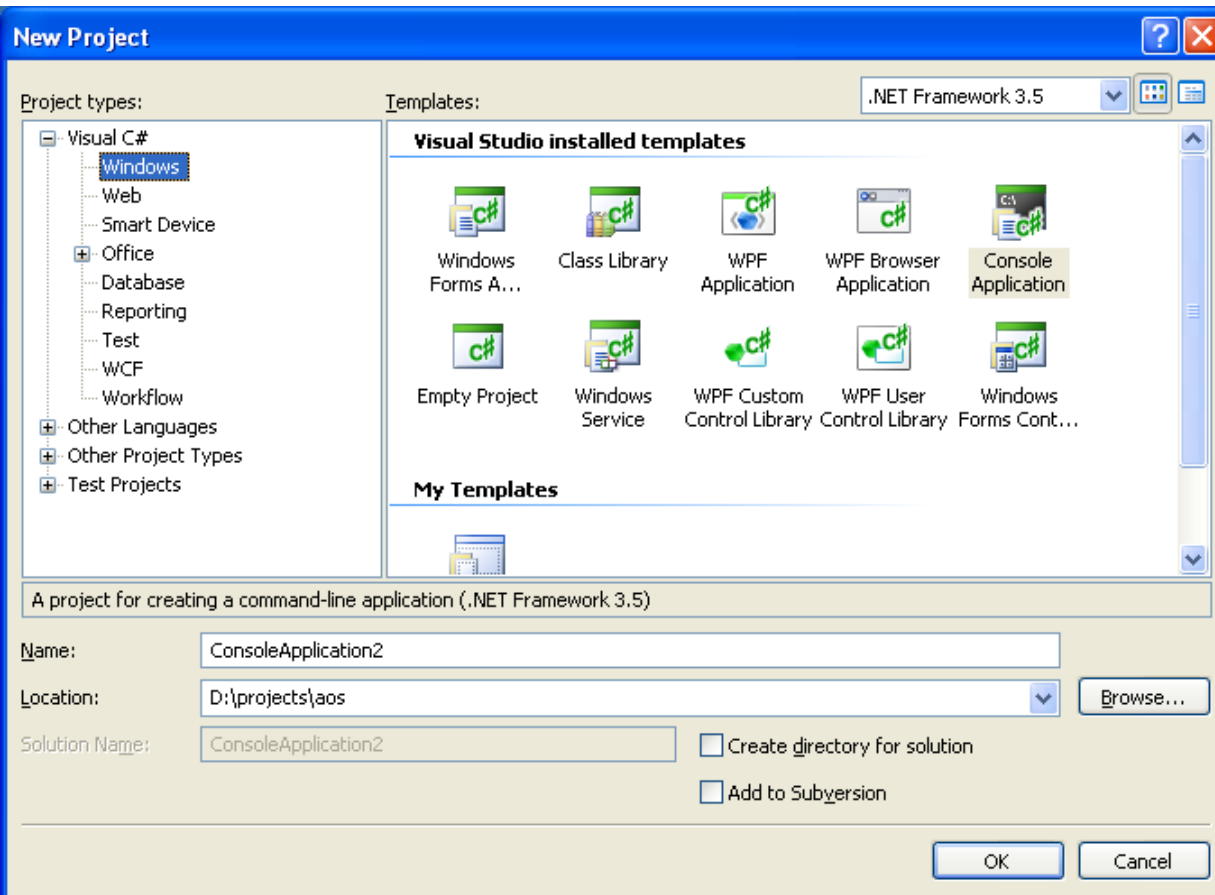 New Project
Project types:
Templates:
.NET Framework 3.5
Visual C#
Windows
Web
Smart Device
Office
Database
Reporting
Test
WCF
Workflow
Other Languages
Other Project Types
Test Projects
Visual Studio installed templates
Windows
Forms A...
Class Library
WPF
Application
WPF Browser
Application
Console
Application
Empty Project
Windows
Service
WPF Custom
Control Library
WPF User
Control Library
Windows
Forms Cont...
My Templates
A project for creating a command-line application (.NET Framework 3.5)
Name:
ConsoleApplication2
Location:
D:\projects\aos
Browse...
Solution Name:
ConsoleApplication2
Create directory for solution
Add to Subversion
OK
Cancel